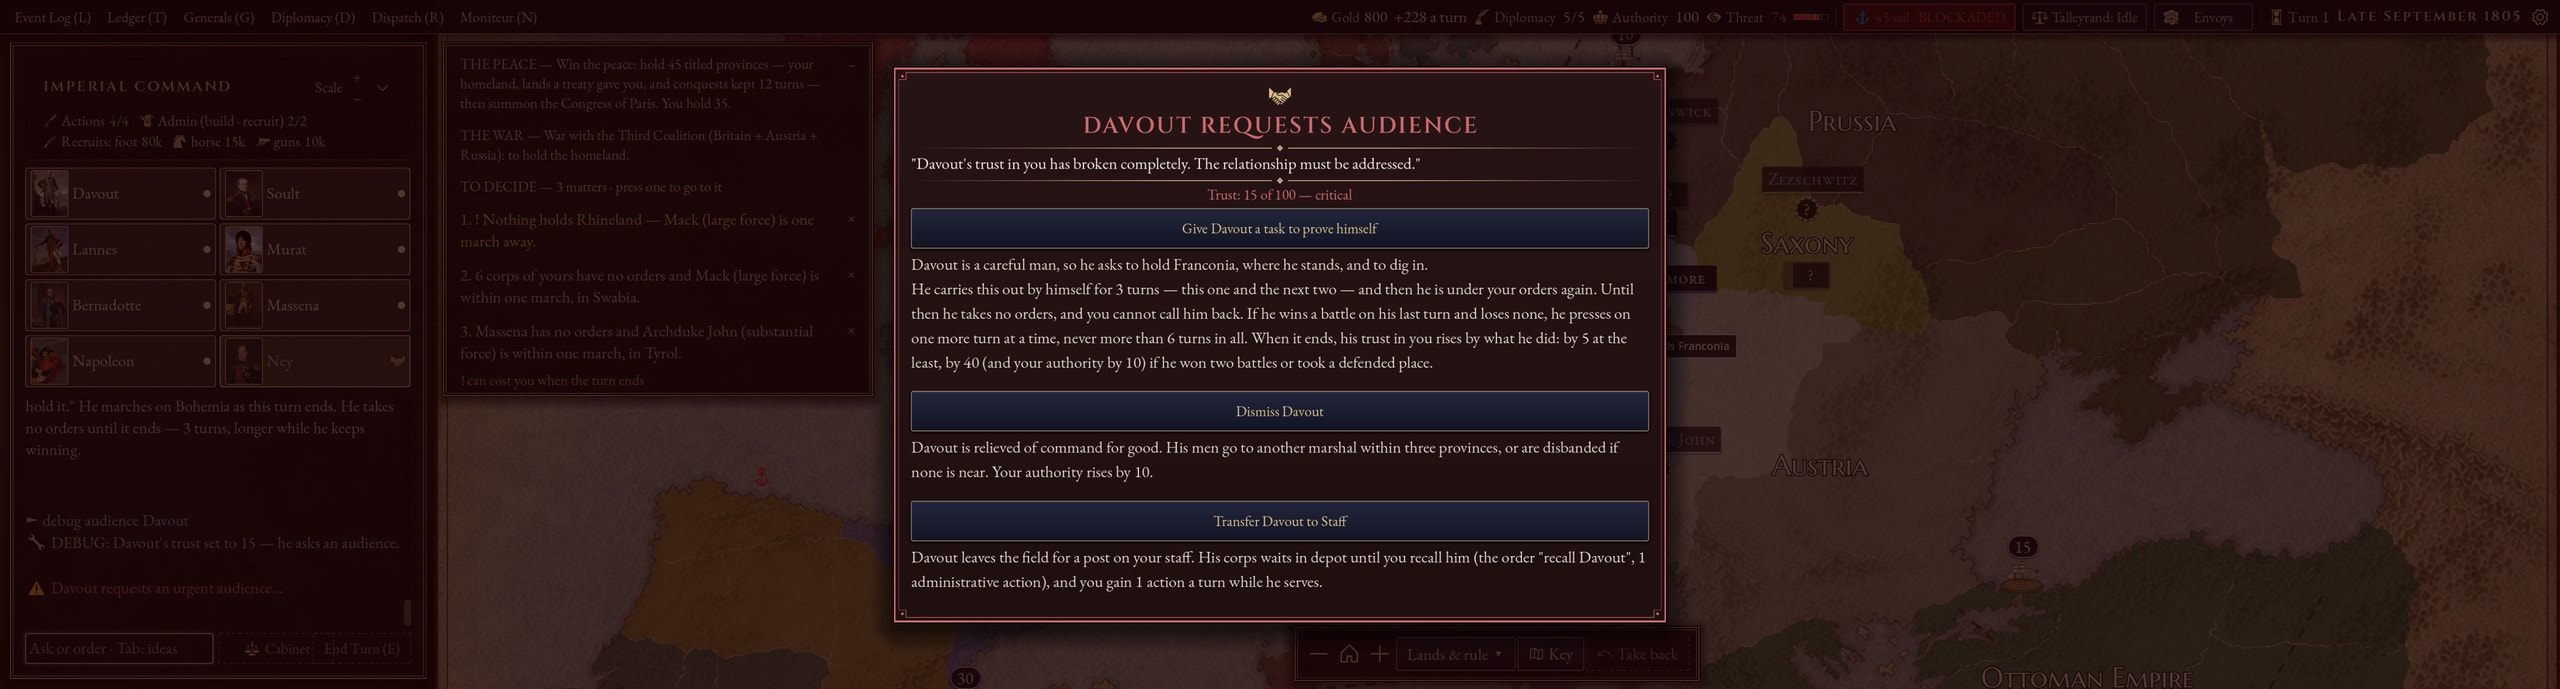 Event Log (L) Ledger (T) Generals (G) Diplomacy (D) Dispatch (R) Moniteur (N)
Gold 800 +228 a turn Diplomacy 5/5 Authority 100 Threat 74 45 sail · BLOCKADED Talleyrand: Idle Envoys Turn 1 LATE SEPTEMBER 1805
IMPERIAL COMMAND Scale + −
Actions 4/4 Admin (build · recruit) 2/2
Recruits: foot 80k horse 15k guns 10k
Davout Soult
Lannes Murat
Bernadotte Massena
Napoleon Ney
hold it." He marches on Bohemia as this turn ends. He takes
no orders until it ends — 3 turns, longer while he keeps
winning.
debug audience Davout
DEBUG: Davout's trust set to 15 — he asks an audience.
Davout requests an urgent audience...
Ask or order · Tab: ideas Cabinet End Turn (E)
THE PEACE — Win the peace: hold 45 titled provinces — your
homeland, lands a treaty gave you, and conquests kept 12 turns —
then summon the Congress of Paris. You hold 35.
THE WAR — War with the Third Coalition (Britain + Austria +
Russia): to hold the homeland.
TO DECIDE — 3 matters · press one to go to it
1. ! Nothing holds Rhineland — Mack (large force) is one
march away.
2. 6 corps of yours have no orders and Mack (large force) is
within one march, in Swabia.
3. Massena has no orders and Archduke John (substantial
force) is within one march, in Tyrol.
! can cost you when the turn ends
DAVOUT REQUESTS AUDIENCE
"Davout's trust in you has broken completely. The relationship must be addressed."
Trust: 15 of 100 — critical
Give Davout a task to prove himself
Davout is a careful man, so he asks to hold Franconia, where he stands, and to dig in.
He carries this out by himself for 3 turns — this one and the next two — and then he is under your orders again. Until
then he takes no orders, and you cannot call him back. If he wins a battle on his last turn and loses none, he presses on
one more turn at a time, never more than 6 turns in all. When it ends, his trust in you rises by what he did: by 5 at the
least, by 40 (and your authority by 10) if he won two battles or took a defended place.
Dismiss Davout
Davout is relieved of command for good. His men go to another marshal within three provinces, or are disbanded if
none is near. Your authority rises by 10.
Transfer Davout to Staff
Davout leaves the field for a post on your staff. His corps waits in depot until you recall him (the order "recall Davout", 1
administrative action), and you gain 1 action a turn while he serves.
SWICK
PRUSSIA
ZEZSCHWITZ
?
SAXONY
?
MORE
ds Franconia
E JOHN
AUSTRIA
15
30
Lands & rule Key Take back
OTTOMAN EMPIRE